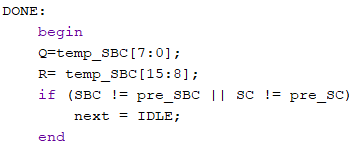 DONE:
begin
Q=temp_SBC[7:0];
R= temp_SBC[15:8];
if (SBC != pre_SBC || SC != pre_SC)
next = IDLE;
end